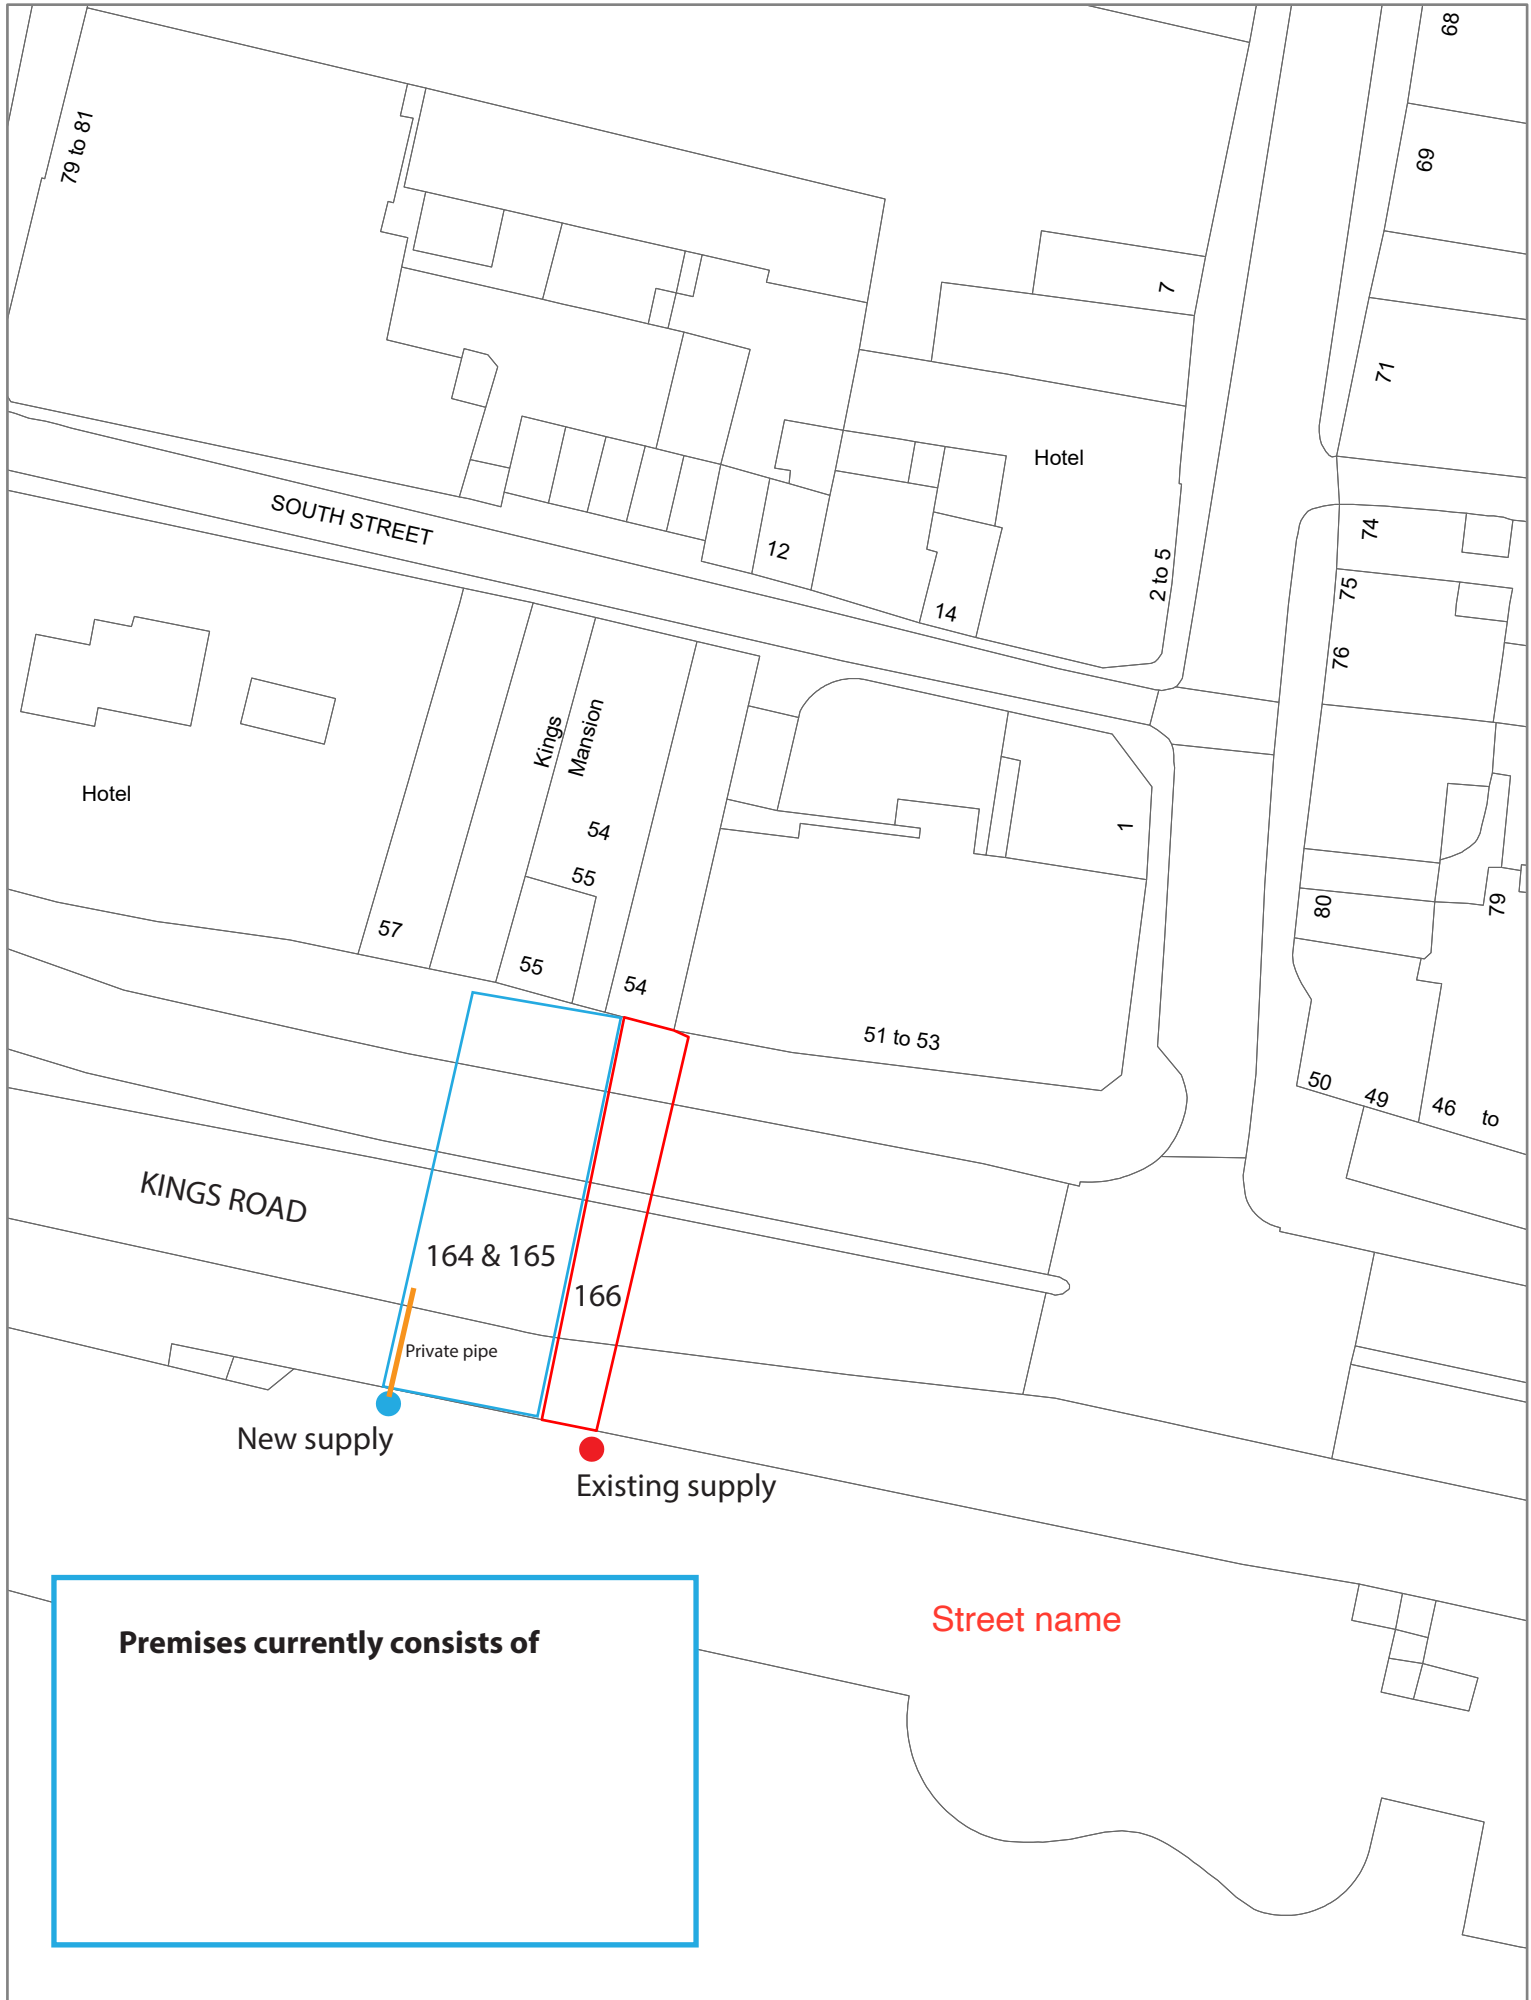 68
79 to 81
69
7
71
Hotel
SOUTH STREET
12
14
2 to 5
74
75
76
Kings
Mansion
Hotel
54
55
1
57
55
54
80
79
51 to 53
50
49
46 to
KINGS ROAD
164 & 165
166
Private pipe
New supply
Existing supply
Street name
Premises currently consists of